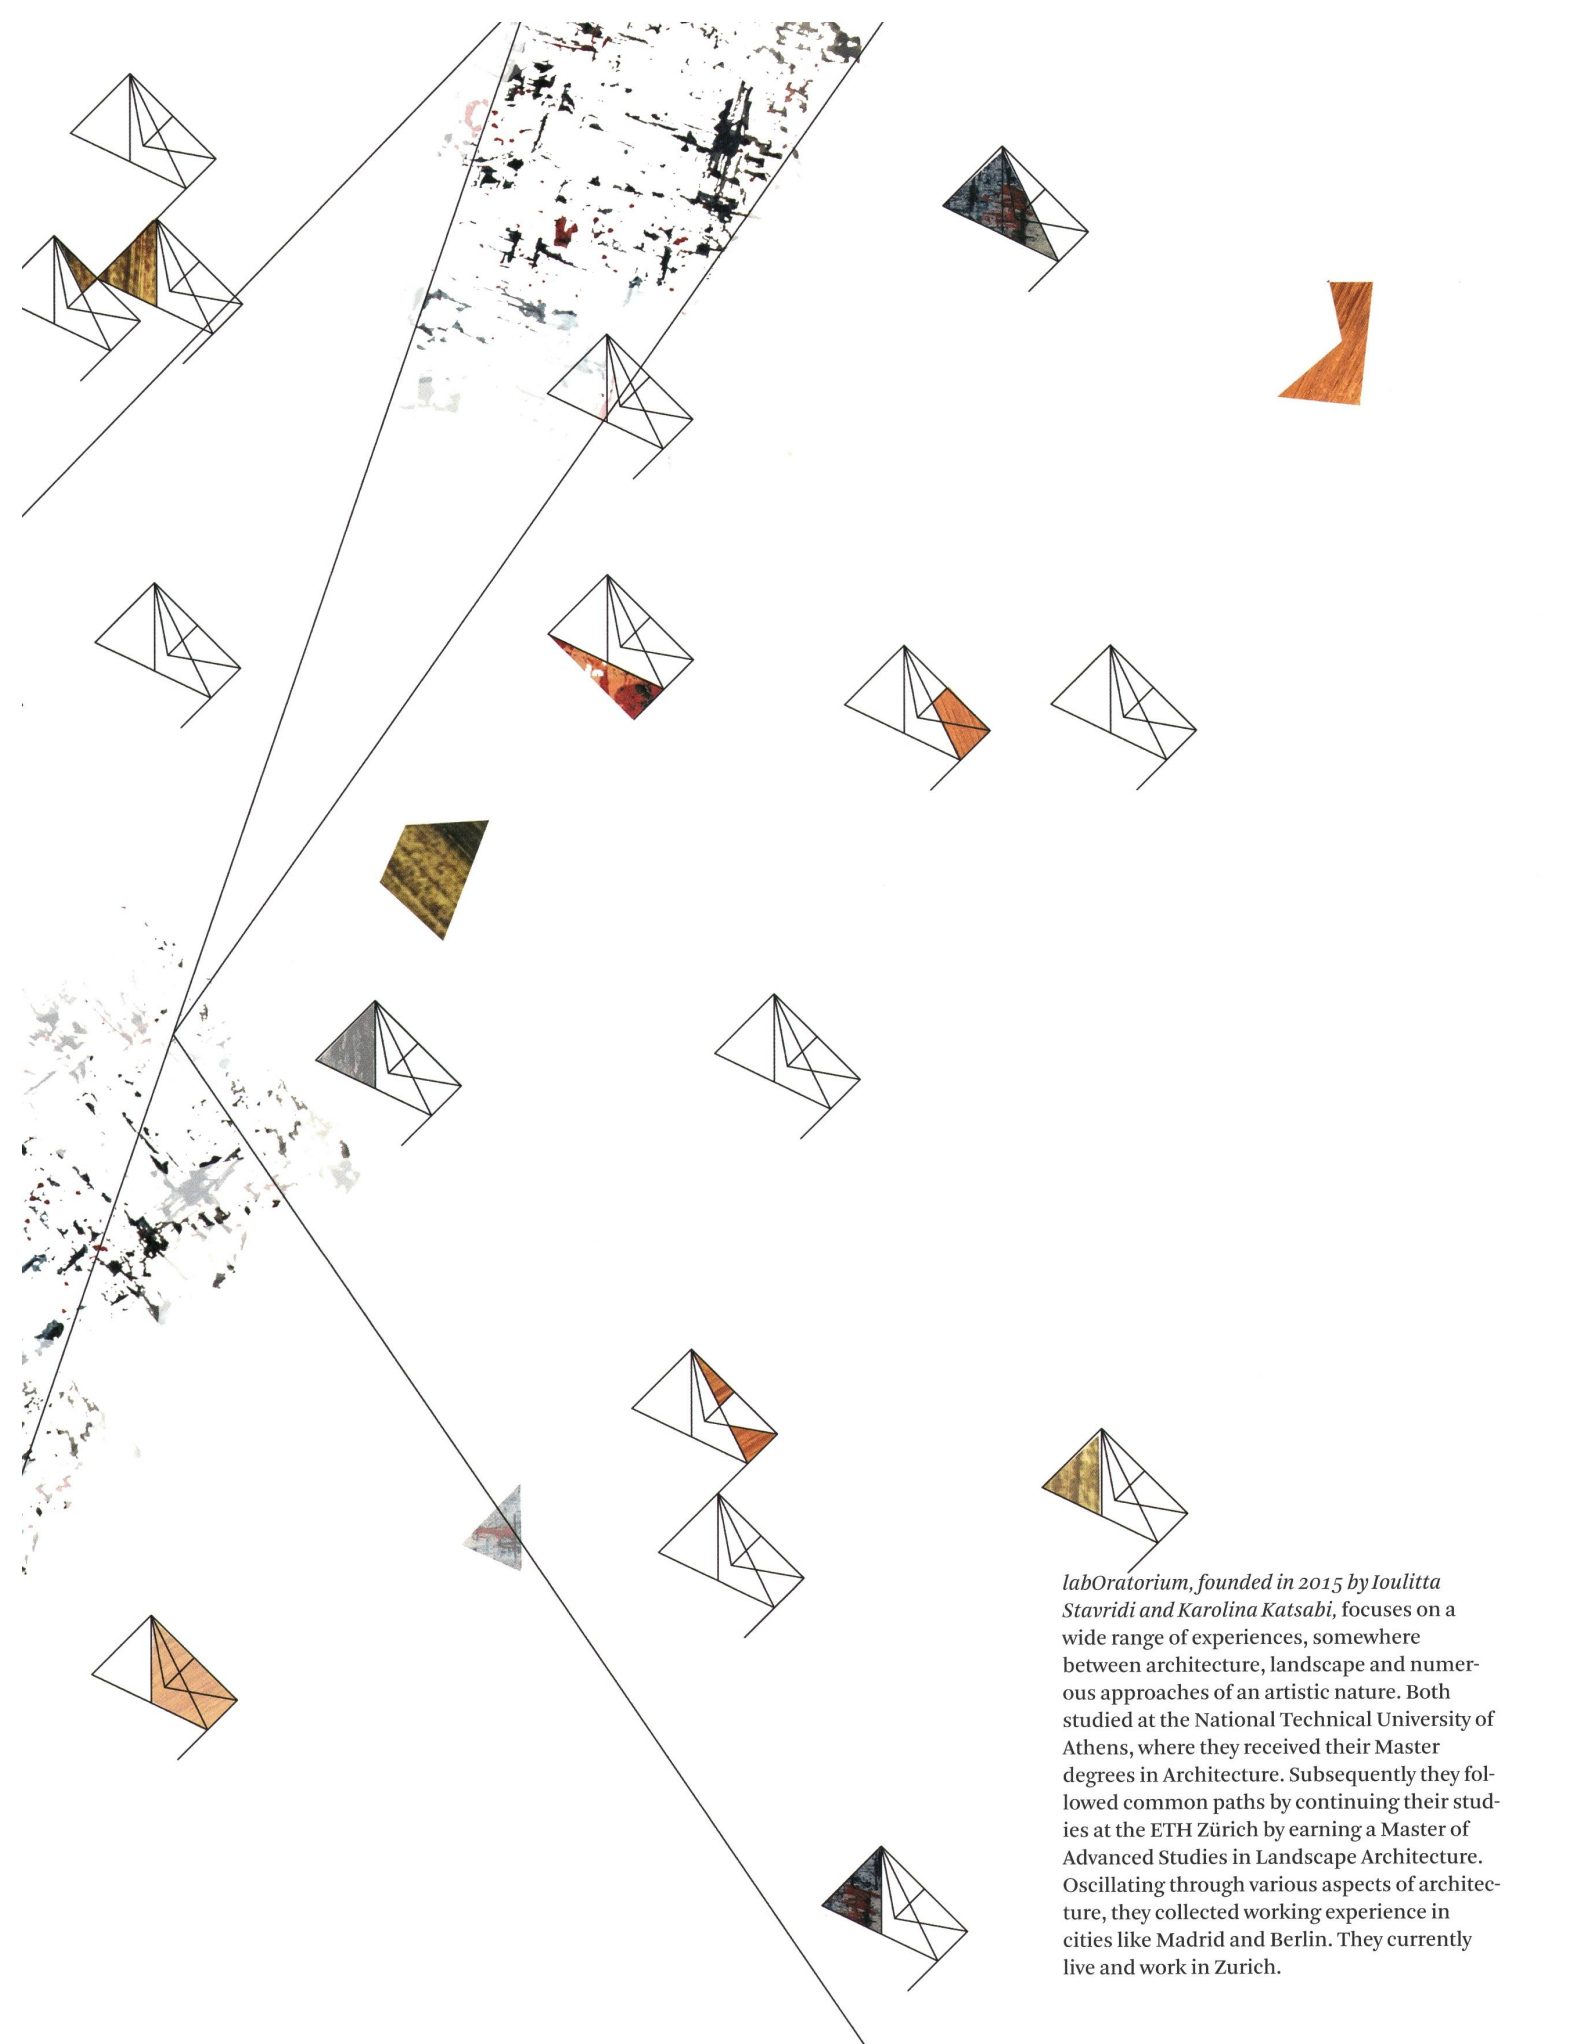 labOratorium, founded in 2015 by Ioulitta
Stavridi and Karolina Katsabi, focuses on a
wide range of experiences, somewhere
between architecture, landscape and numer-
ous approaches of an artistic nature. Both
studied at the National Technical University of
Athens, where they received their Master
degrees in Architecture. Subsequently they fol-
lowed common paths by continuing their stud-
ies at the ETH Zürich by earning a Master of
Advanced Studies in Landscape Architecture.
Oscillating through various aspects of architec-
ture, they collected working experience in
cities like Madrid and Berlin. They currently
live and work in Zurich.